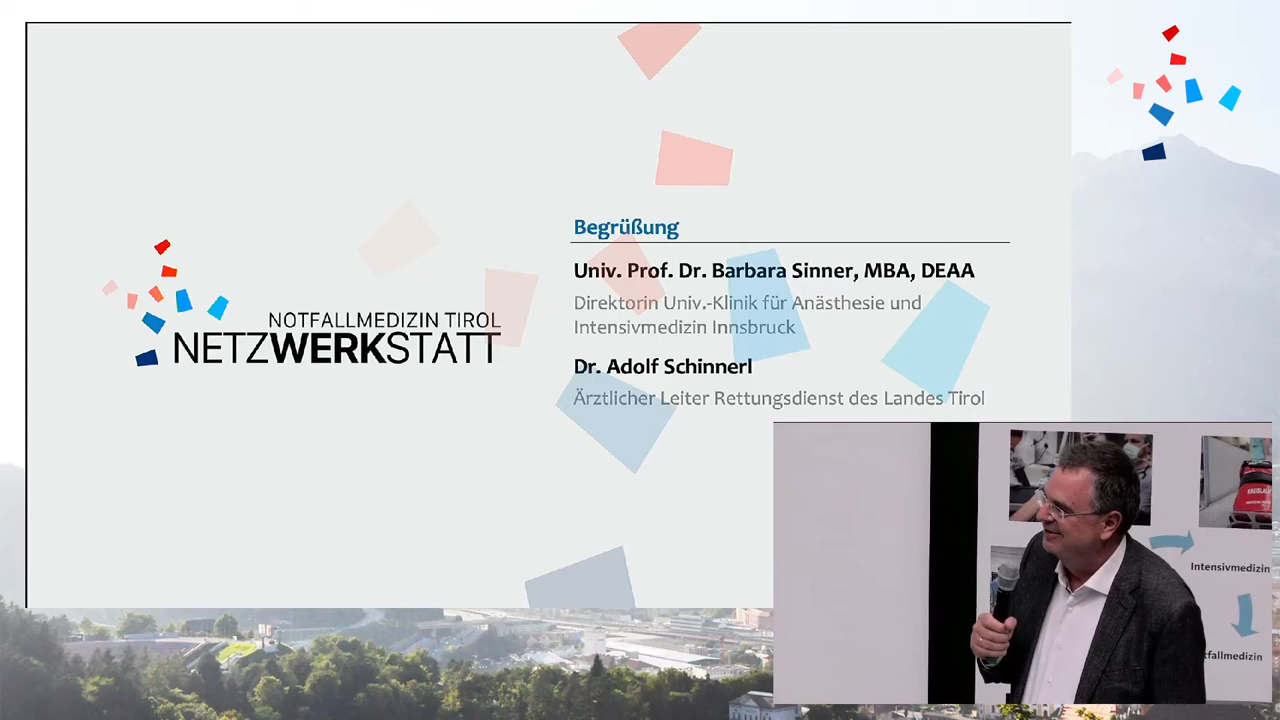 NOTFALLMEDIZIN TIROL
NETZWERKSTATT
Begrüßung
Univ. Prof. Dr. Barbara Sinner, MBA, DEAA
Direktorin Univ.-Klinik für Anästhesie und
Intensivmedizin Innsbruck
Dr. Adolf Schinnerl
Ärztlicher Leiter Rettungsdienst des Landes Tirol
Intensivmedizin
tfallmedizin